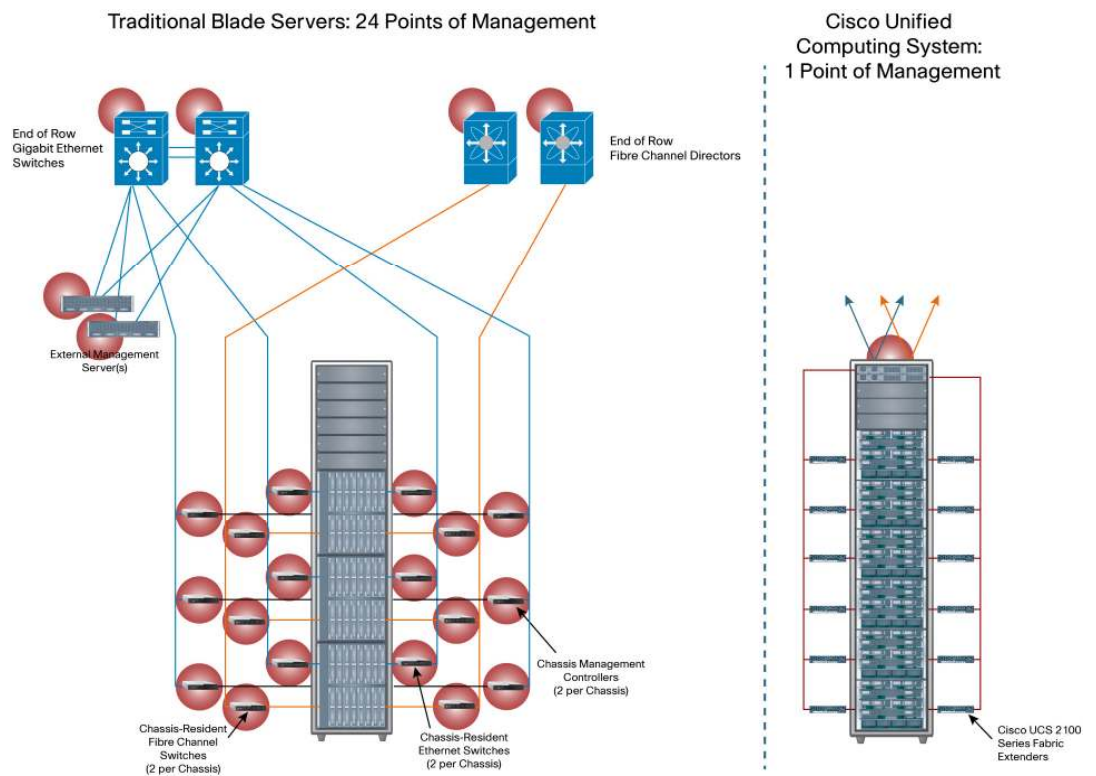 Traditional Blade Servers: 24 Points of Management
Cisco Unified
Computing System:
1 Point of Management
End of Row
Gigabit Ethernet
Switches
End of Row
Fibre Channel Directors
External Management
Server(s)
Chassis Management
Controllers
(2 per Chassis)
Chassis-Resident
Fibre Channel
Switches
(2 per Chassis)
Chassis-Resident
Ethernet Switches
(2 per Chassis)
Cisco UCS 2100
Series Fabric
Extenders